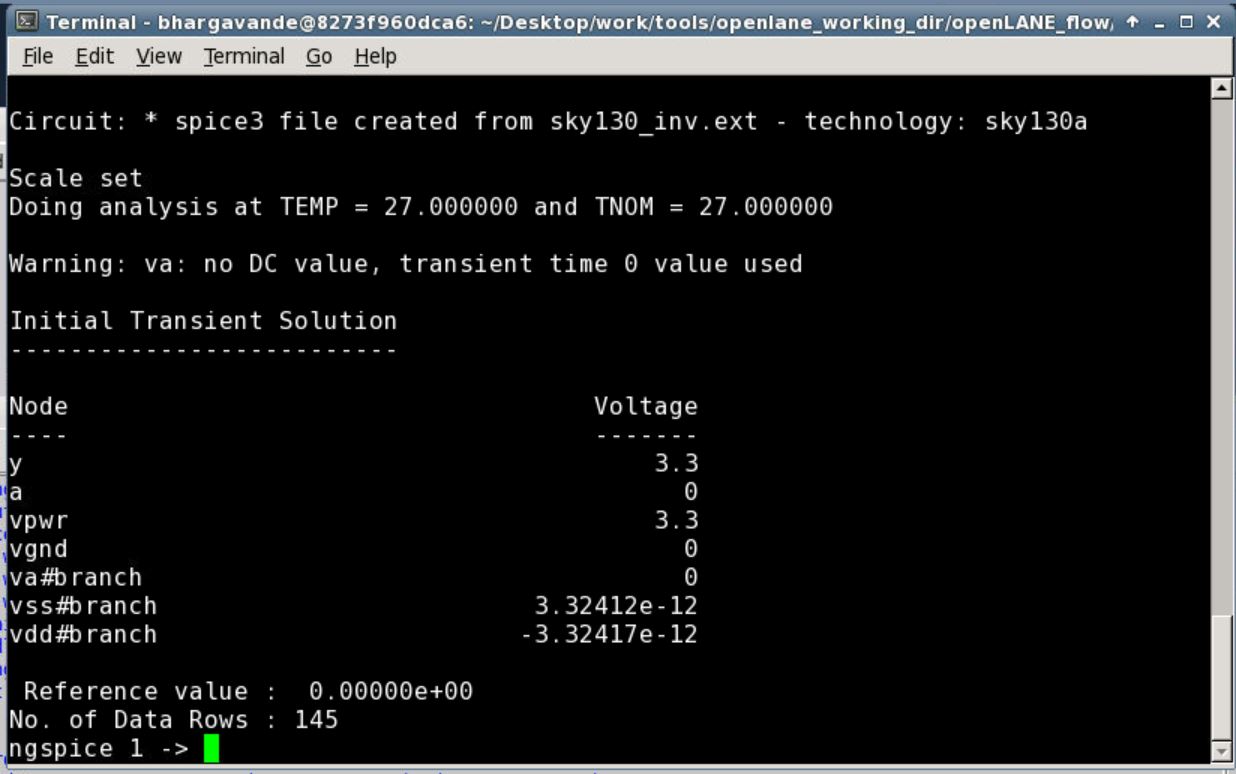 Terminal - bhargavande@8273f960dca6: ~/Desktop/work/tools/openlane_working_dir/openLANE_flow,
File Edit View Terminal Go Help
Circuit: * spice3 file created from sky130_inv.ext - technology: sky130a
Scale set
Doing analysis at TEMP = 27.000000 and TNOM = 27.000000
Warning: va: no DC value, transient time 0 value used
Initial Transient Solution
--------------------------
Node Voltage
---- -------
y 3.3
a 0
vpwr 3.3
vgnd 0
va#branch 0
vss#branch 3.32412e-12
vdd#branch -3.32417e-12
Reference value : 0.00000e+00
No. of Data Rows : 145
ngspice 1 ->